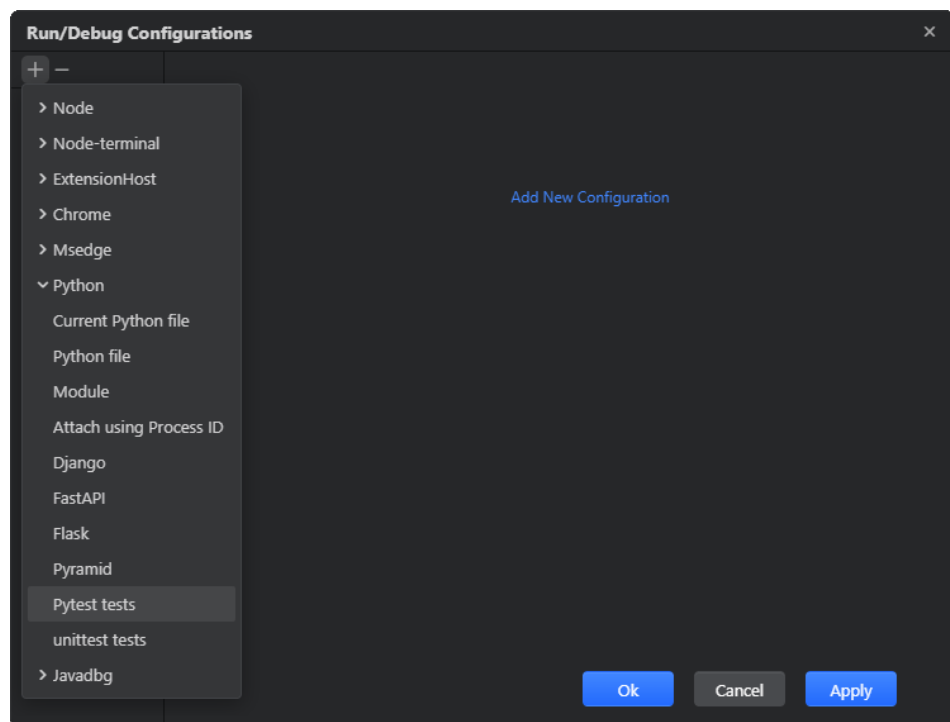 Run/Debug Configurations
Node
Node-terminal
ExtensionHost
Chrome
Add New Configuration
Msedge
Python
Current Python file
Python file
Module
Attach using Process ID
Django
FastAPI
Flask
Pyramid
Pytest tests
unittest tests
Javadbg
Ok
Cancel
Apply